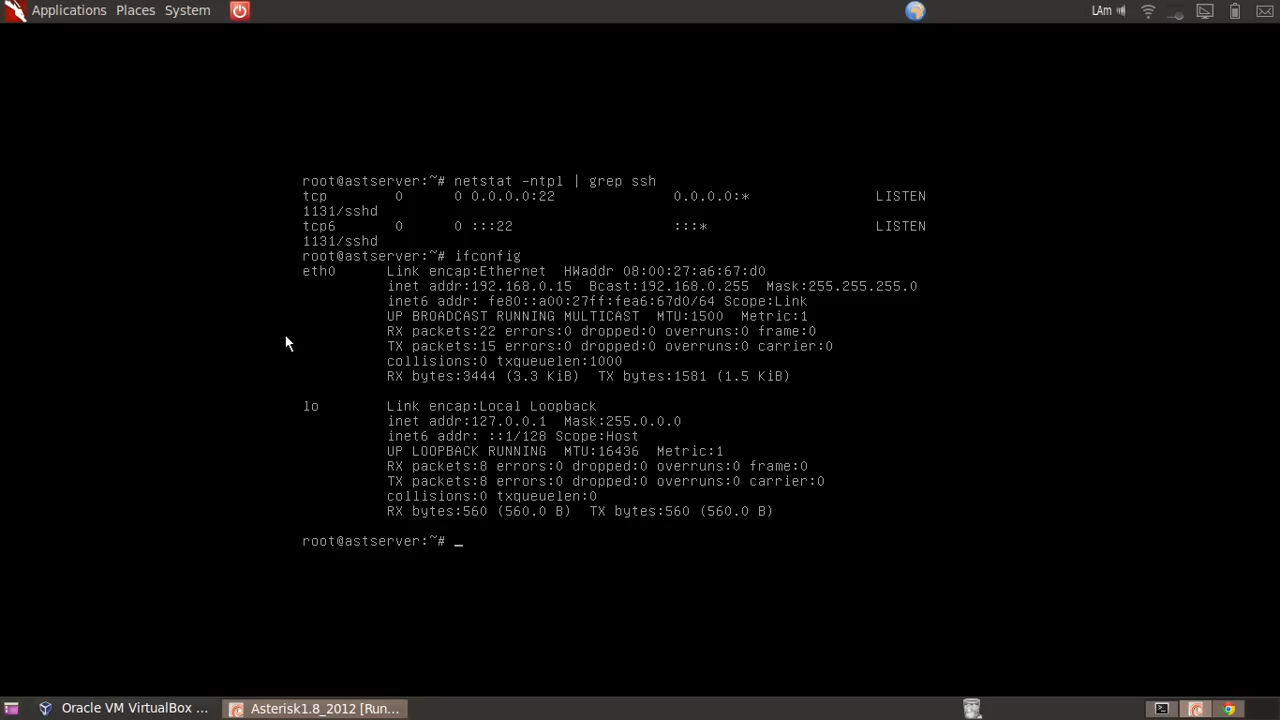 Applications Places System
LAm
root@astserver:~# netstat -ntpl | grep ssh
tcp 0 0 0.0.0.0:22 0.0.0.0:* LISTEN
1131/sshd
tcp6 0 0 :::22 :::* LISTEN
1131/sshd
root@astserver:~# ifconfig
eth0 Link encap:Ethernet HWaddr 08:00:27:a6:67:d0
inet addr:192.168.0.15 Bcast:192.168.0.255 Mask:255.255.255.0
inet6 addr: fe80::a00:27ff:fea6:67d0/64 Scope:Link
UP BROADCAST RUNNING MULTICAST MTU:1500 Metric:1
RX packets:22 errors:0 dropped:0 overruns:0 frame:0
TX packets:15 errors:0 dropped:0 overruns:0 carrier:0
collisions:0 txqueuelen:1000
RX bytes:3444 (3.3 KiB) TX bytes:1581 (1.5 KiB)
lo Link encap:Local Loopback
inet addr:127.0.0.1 Mask:255.0.0.0
inet6 addr: ::1/128 Scope:Host
UP LOOPBACK RUNNING MTU:16436 Metric:1
RX packets:8 errors:0 dropped:0 overruns:0 frame:0
TX packets:8 errors:0 dropped:0 overruns:0 carrier:0
collisions:0 txqueuelen:0
RX bytes:560 (560.0 B) TX bytes:560 (560.0 B)
root@astserver:~# _
Oracle VM VirtualBox ... Asterisk1.8_2012 [Run...